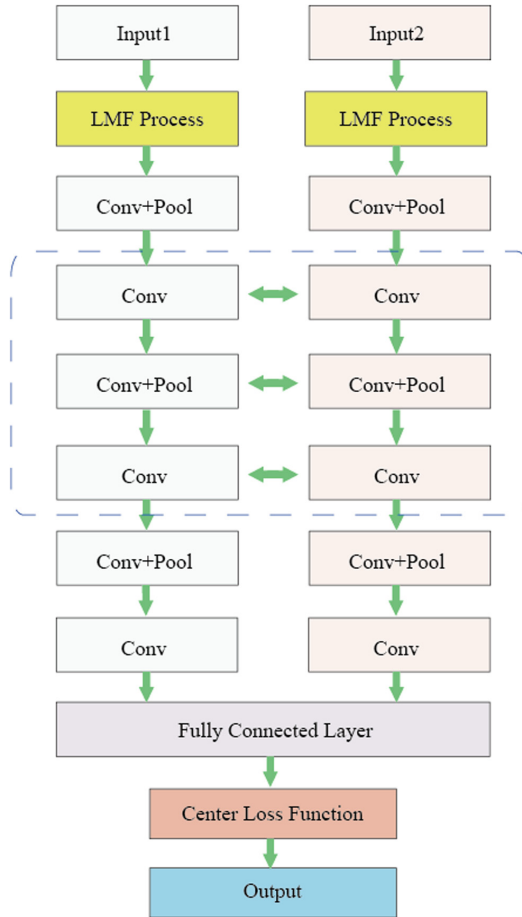 Input1
Input2
LMF Process
LMF Process
Conv+Pool
Conv+Pool
Conv
Conv
Conv+Pool
Conv+Pool
Conv
Conv
Conv+Pool
Conv+Pool
Conv
Conv
Fully Connected Layer
Center Loss Function
Output